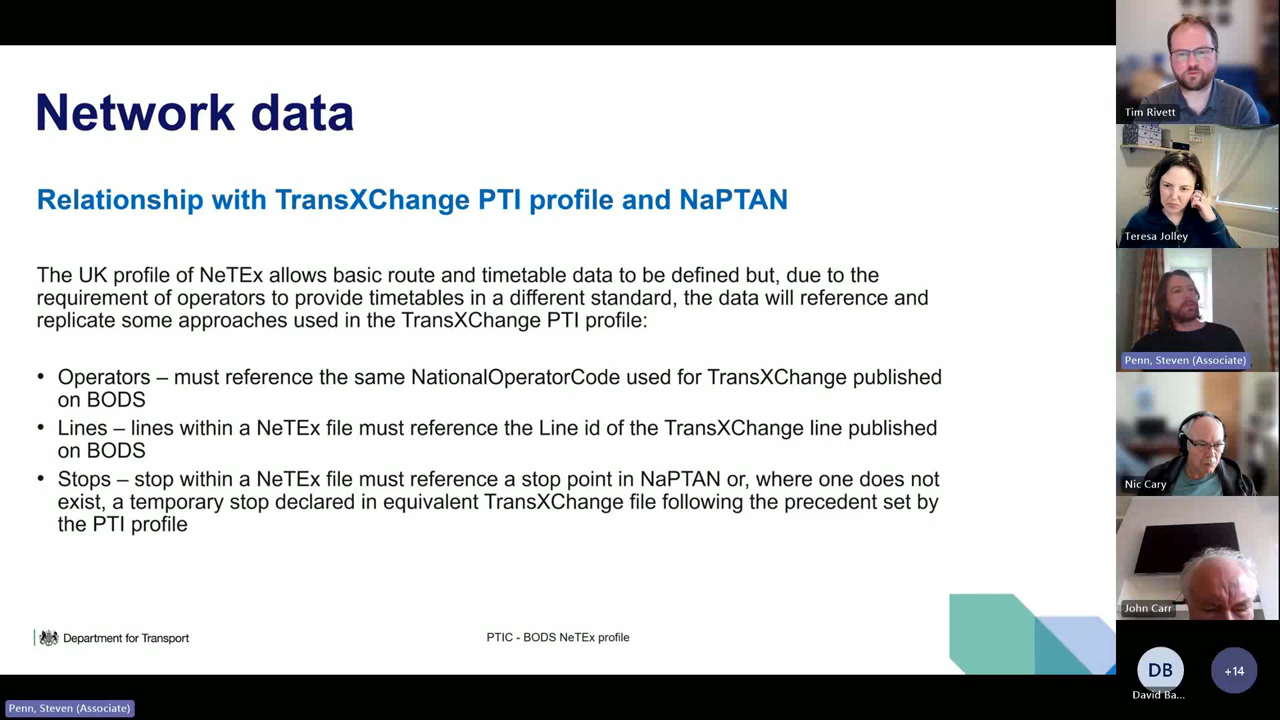 Network data
Relationship with TransXChange PTI profile and NaPTAN
The UK profile of NeTEx allows basic route and timetable data to be defined but, due to the
requirement of operators to provide timetables in a different standard, the data will reference and
replicate some approaches used in the TransXChange PTI profile:
• Operators – must reference the same NationalOperatorCode used for TransXChange published
on BODS
• Lines – lines within a NeTEx file must reference the Line id of the TransXChange line published
on BODS
• Stops – stop within a NeTEx file must reference a stop point in NaPTAN or, where one does not
exist, a temporary stop declared in equivalent TransXChange file following the precedent set by
the PTI profile
Department for Transport
PTIC - BODS NeTEx profile
Penn, Steven (Associate)
Tim Rivett
Teresa Jolley
Penn, Steven (Associate)
Nic Cary
John Carr
DB
David Ba...
+14